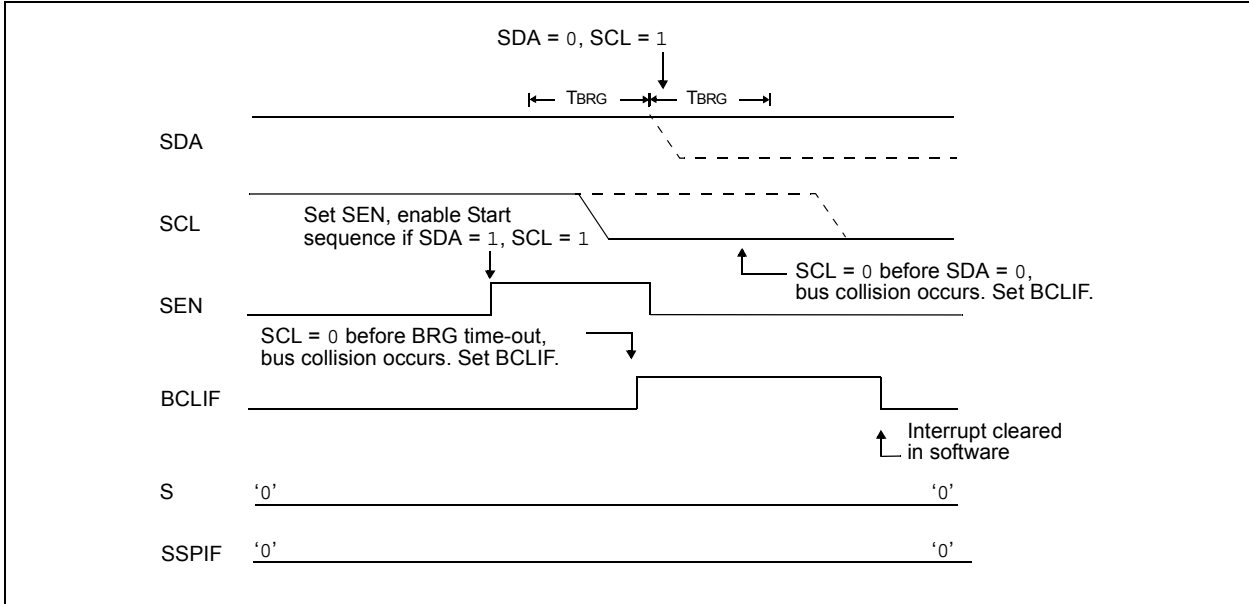 SDA = 0, SCL = 1
TBRG TBRG
SDA
SCL
Set SEN, enable Start
sequence if SDA = 1, SCL = 1
SCL = 0 before SDA = 0,
bus collision occurs. Set BCLIF.
SEN
SCL = 0 before BRG time-out,
bus collision occurs. Set BCLIF.
BCLIF
Interrupt cleared
in software
S ‘0’ ‘0’
SSPIF ‘0’ ‘0’